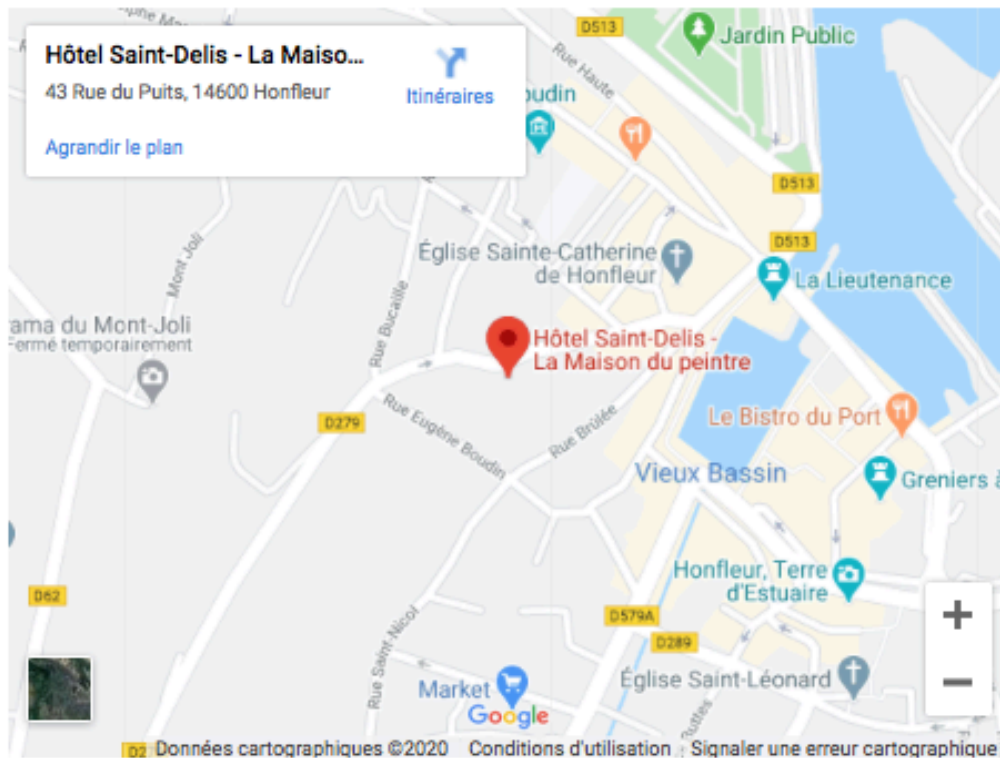 D513
Jardin Public
Hôtel Saint-Delis - La Maiso...
43 Rue du Puits, 14600 Honfleur
Itinéraires
Agrandir le plan
Rue Haute
oudin
D513
D513
Mont Joli
Église Sainte-Catherine
de Honfleur
La Lieutenance
Rue Bucaille
ama du Mont-Joli
Fermé temporairement
Hôtel Saint-Delis -
La Maison du peintre
D279
Rue Eugène Boudin
Rue Brûlée
Le Bistro du Port
Vieux Bassin
Greniers à
Honfleur, Terre
d'Estuaire
D62
D579A
D289
Rue Saint-Nicol
Église Saint-Léonard
Market
Google
Buttes
D2
Données cartographiques ©2020 Conditions d'utilisation Signaler une erreur cartographique